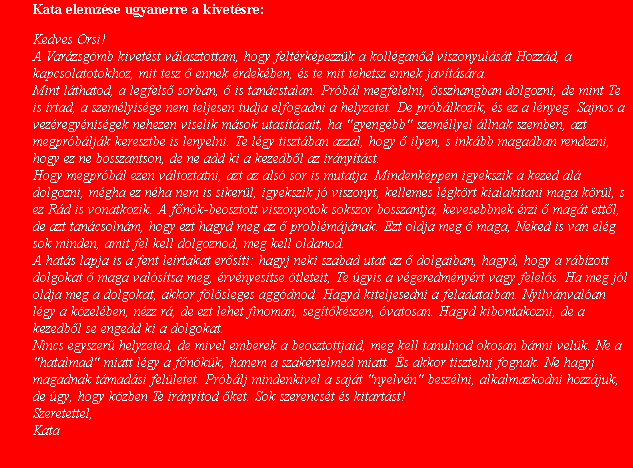 Kata elemzése ugyanerre a kivetésre:
Kedves Orsi!
A Varázsgömb kivetést választottam, hogy feltérképezzük a kolléganőd viszonyulását Hozzád, a
kapcsolatotokhoz, mit tesz ő ennek érdekében, és te mit tehetsz ennek javítására.
Mint láthatod, a legfelső sorban, ő is tanácstalan. Próbál megfelelni, összhangban dolgozni, de mint Te
is írtad, a személyisége nem teljesen tudja elfogadni a helyzetet. De próbálkozik, és ez a lényeg. Sajnos a
vezéregyéniségek nehezen viselik mások utasításait, ha "gyengébb" személlyel állnak szemben, azt
megpróbálják keresztbe is lenyelni. Te légy tisztában azzal, hogy ő ilyen, s inkább magadban rendezni,
hogy ez ne bosszantson, de ne add ki a kezedből az irányítást.
Hogy megpróbál ezen változtatni, azt az alsó sor is mutatja. Mindenképpen igyekszik a kezed alá
dolgozni, mégha ez néha nem is sikerül, igyekszik jó viszonyt, kellemes légkört kialakítani maga körül, s
ez Rád is vonatkozik. A főnök-beosztott viszonyotok sokszor bosszantja, kevesebbnek érzi ő magát ettől,
de azt tanácsolnám, hogy ezt hagyd meg az ő problémájának. Ezt oldja meg ő maga, Neked is van elég
sok minden, amit fel kell dolgoznod, meg kell oldanod.
A hatás lapja is a fent leírtakat erősíti: hagyj neki szabad utat az ő dolgaiban, hagyd, hogy a rábízott
dolgokat ő maga valósítsa meg, érvényesítse ötleteit, Te úgyis a végeredményért vagy felelős. Ha meg jól
oldja meg a dolgokat, akkor fölösleges aggódnod. Hagyd kiteljesedni a feladataiban. Nyilvánvalóan
légy a közelében, nézz rá, de ezt lehet finoman, segítőkészen, óvatosan. Hagyd kibontakozni, de a
kezedből se engedd ki a dolgokat.
Nincs egyszerű helyzeted, de mivel emberek a beosztottjaid, meg kell tanulnod okosan bánni velük. Ne a
"hatalmad" miatt légy a főnökük, hanem a szakértelmed miatt. És akkor tisztelni fognak. Ne hagyj
magadnak támadási felületet. Próbálj mindenkivel a saját "nyelvén" beszélni, alkalmazkodni hozzájuk,
de úgy, hogy közben Te irányítod őket. Sok szerencsét és kitartást!
Szeretettel,
Kata